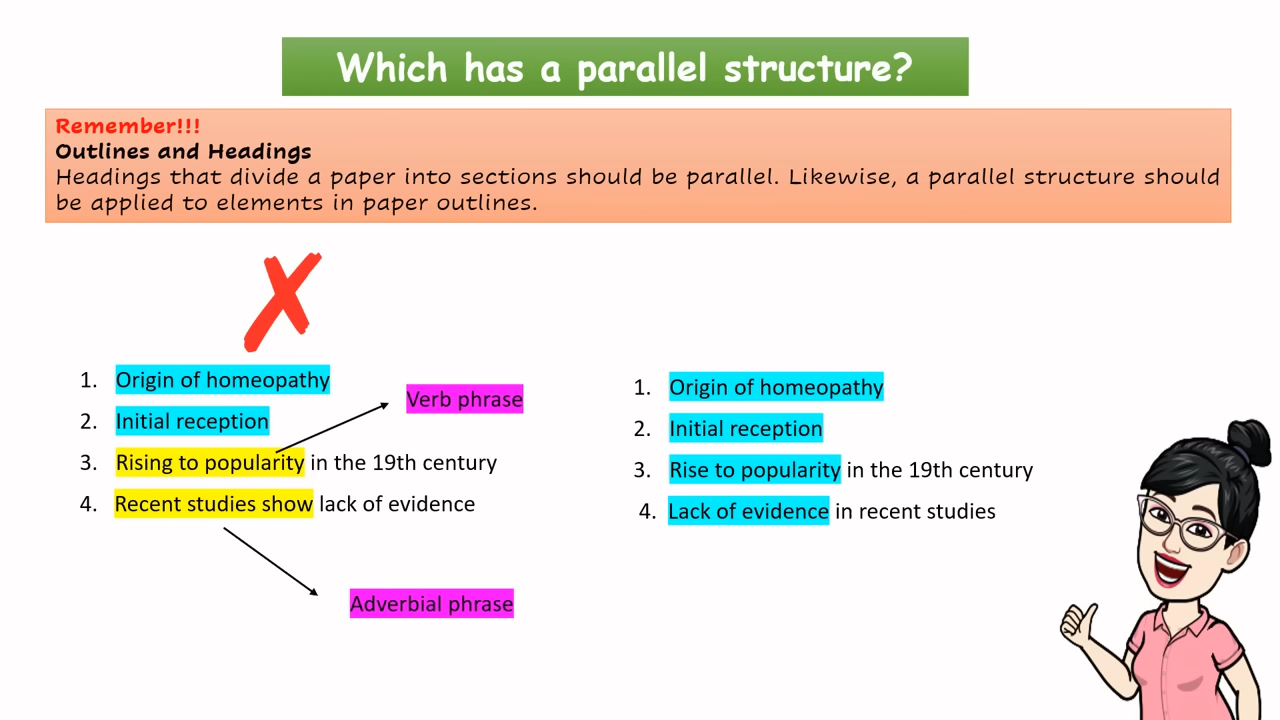 Which has a parallel structure?
Remember!!!
Outlines and Headings
Headings that divide a paper into sections should be parallel. Likewise, a parallel structure should
be applied to elements in paper outlines.
1. Origin of homeopathy
2. Initial reception
3. Rising to popularity in the 19th century
4. Recent studies show lack of evidence
Verb phrase
Adverbial phrase
1. Origin of homeopathy
2. Initial reception
3. Rise to popularity in the 19th century
4. Lack of evidence in recent studies